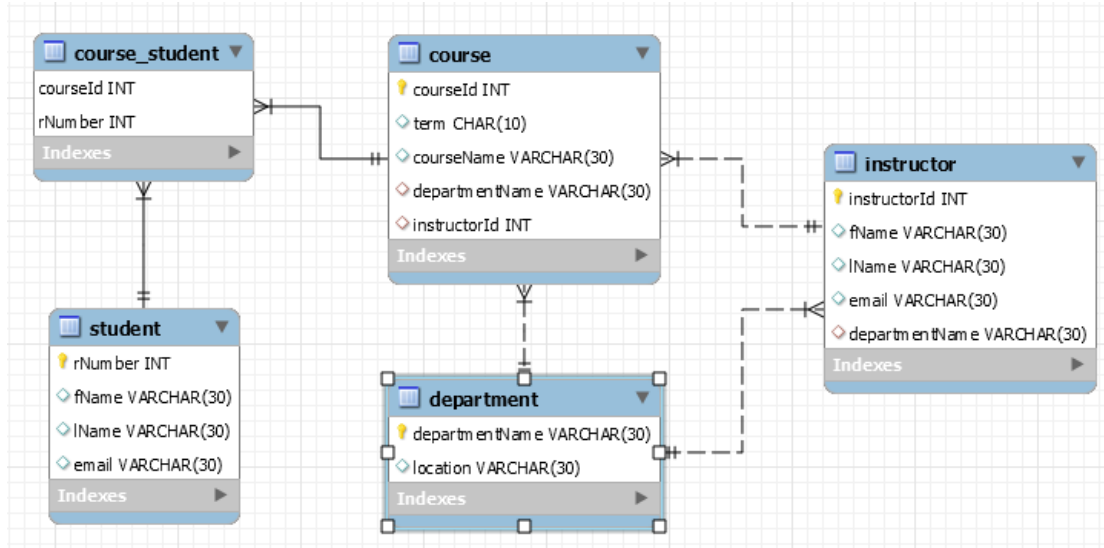 course_student
courseId INT
rNumber INT
Indexes
course
courseId INT
term CHAR(10)
courseName VARCHAR(30)
departmentName VARCHAR(30)
instructorId INT
Indexes
instructor
instructorId INT
fName VARCHAR(30)
lName VARCHAR(30)
email VARCHAR(30)
departmentName VARCHAR(30)
Indexes
student
rNumber INT
fName VARCHAR(30)
lName VARCHAR(30)
email VARCHAR(30)
Indexes
department
departmentName VARCHAR(30)
location VARCHAR(30)
Indexes